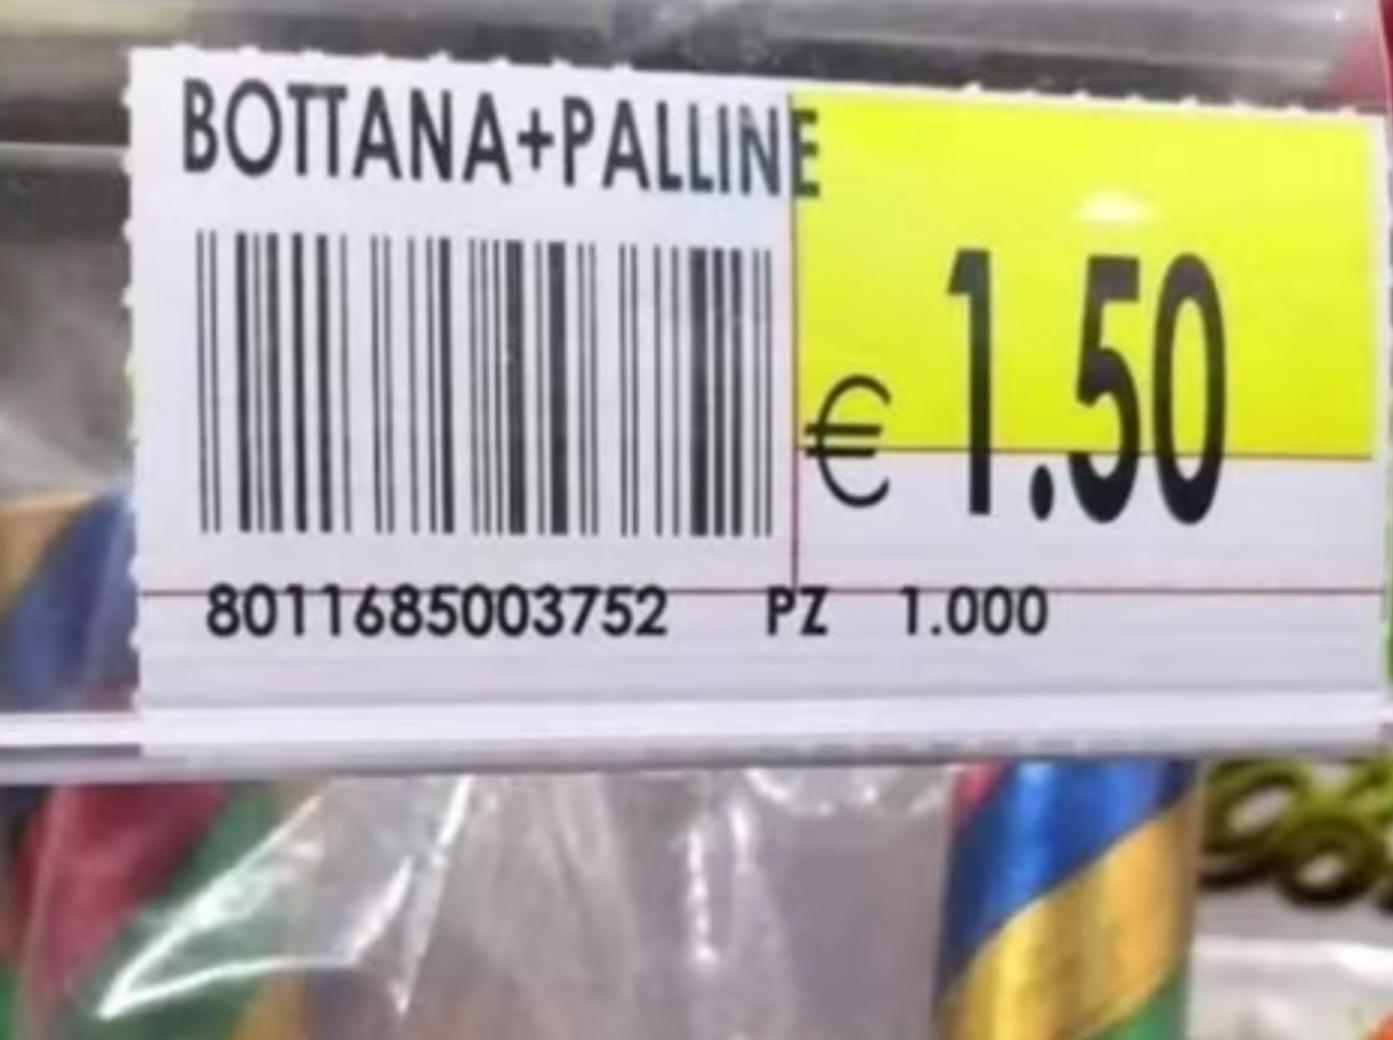 BOTTANA+PALLINE
€ 1.50
8011685003752 PZ 1.000